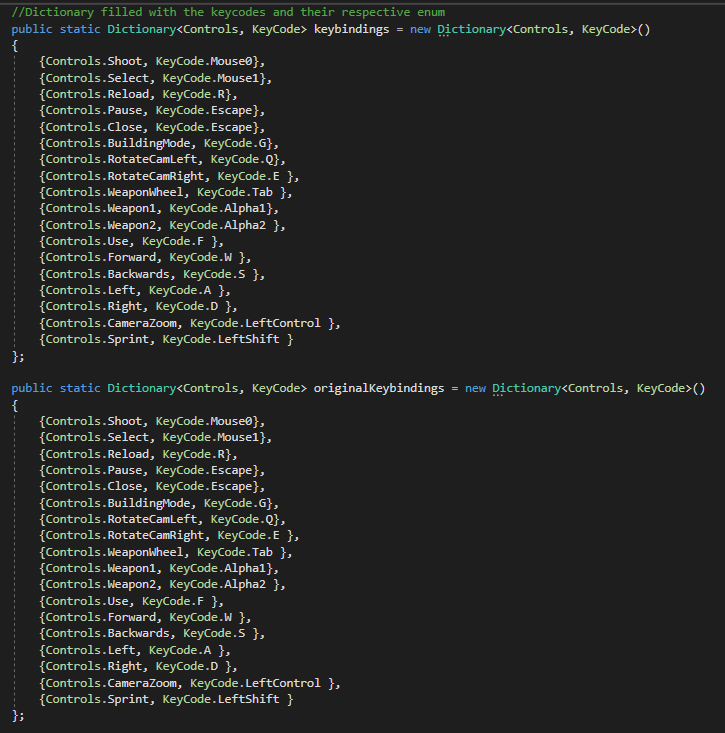 //Dictionary filled with the keycodes and their respective enum
public static Dictionary<Controls, KeyCode> keybindings = new Dictionary<Controls, KeyCode>()
{
{Controls.Shoot, KeyCode.Mouse0},
{Controls.Select, KeyCode.Mouse1},
{Controls.Reload, KeyCode.R},
{Controls.Pause, KeyCode.Escape},
{Controls.Close, KeyCode.Escape},
{Controls.BuildingMode, KeyCode.G},
{Controls.RotateCamLeft, KeyCode.Q},
{Controls.RotateCamRight, KeyCode.E },
{Controls.WeaponWheel, KeyCode.Tab },
{Controls.Weapon1, KeyCode.Alpha1},
{Controls.Weapon2, KeyCode.Alpha2 },
{Controls.Use, KeyCode.F },
{Controls.Forward, KeyCode.W },
{Controls.Backwards, KeyCode.S },
{Controls.Left, KeyCode.A },
{Controls.Right, KeyCode.D },
{Controls.CameraZoom, KeyCode.LeftControl },
{Controls.Sprint, KeyCode.LeftShift }
};
public static Dictionary<Controls, KeyCode> originalKeybindings = new Dictionary<Controls, KeyCode>()
{
{Controls.Shoot, KeyCode.Mouse0},
{Controls.Select, KeyCode.Mouse1},
{Controls.Reload, KeyCode.R},
{Controls.Pause, KeyCode.Escape},
{Controls.Close, KeyCode.Escape},
{Controls.BuildingMode, KeyCode.G},
{Controls.RotateCamLeft, KeyCode.Q},
{Controls.RotateCamRight, KeyCode.E },
{Controls.WeaponWheel, KeyCode.Tab },
{Controls.Weapon1, KeyCode.Alpha1},
{Controls.Weapon2, KeyCode.Alpha2 },
{Controls.Use, KeyCode.F },
{Controls.Forward, KeyCode.W },
{Controls.Backwards, KeyCode.S },
{Controls.Left, KeyCode.A },
{Controls.Right, KeyCode.D },
{Controls.CameraZoom, KeyCode.LeftControl },
{Controls.Sprint, KeyCode.LeftShift }
};